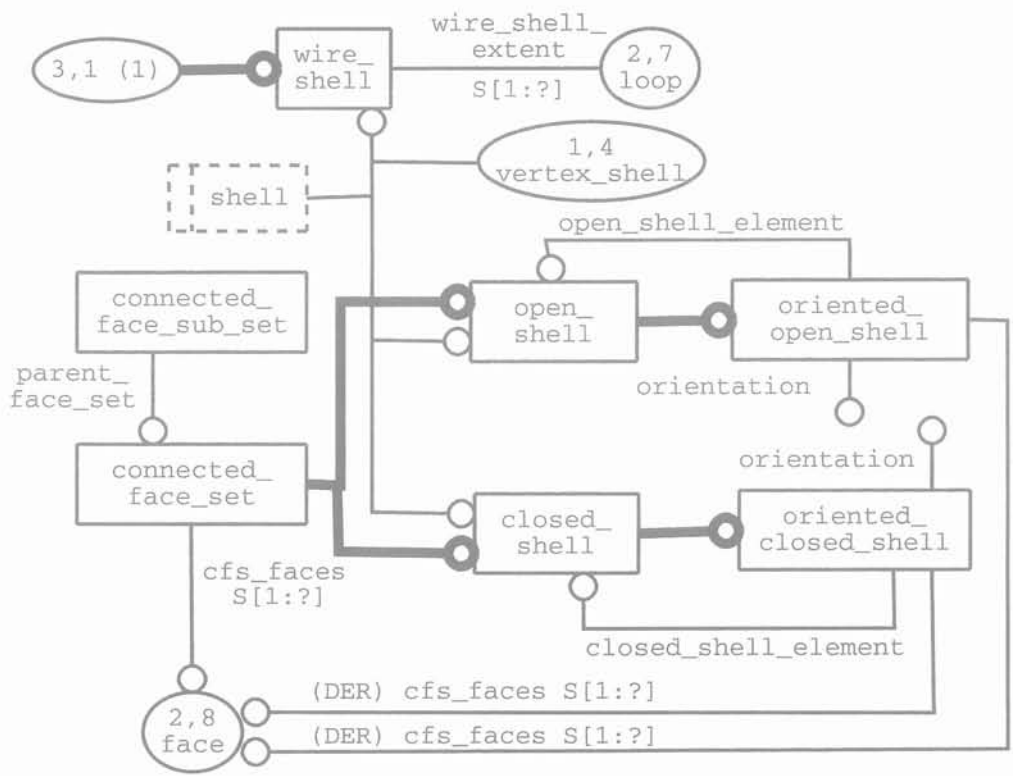 3,1 (1)
wire_
shell
wire_shell_
extent
S[1:?]
2,7
loop
1,4
vertex_shell
shell
open_shell_element
connected_
face_sub_set
open_
shell
oriented_
open_shell
parent_
face_set
orientation
connected_
face_set
orientation
closed_
shell
oriented_
closed_shell
cfs_faces
S[1:?]
closed_shell_element
(DER) cfs_faces S[1:?]
2,8
face
(DER) cfs_faces S[1:?]